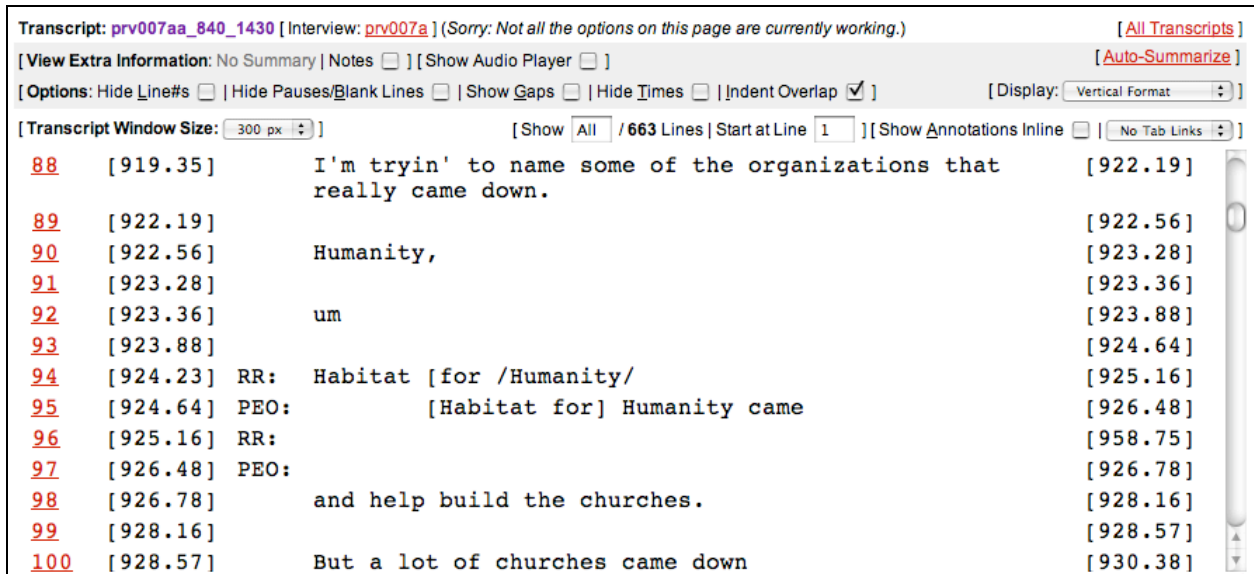 Transcript: prv007aa_840_1430 [ Interview: prv007a ] (Sorry: Not all the options on this page are currently working.) [ All Transcripts ]
[ View Extra Information: No Summary | Notes ] [ Show Audio Player ] [ Auto-Summarize ]
[ Options: Hide Line#s | Hide Pauses/Blank Lines | Show Gaps | Hide Times | Indent Overlap ] [ Display: Vertical Format ]
[ Transcript Window Size: 300 px ] [ Show All / 663 Lines | Start at Line 1 ] [ Show Annotations Inline | No Tab Links ]
88 [919.35] I'm tryin' to name some of the organizations that [922.19]
really came down.
89 [922.19] [922.56]
90 [922.56] Humanity, [923.28]
91 [923.28] [923.36]
92 [923.36] um [923.88]
93 [923.88] [924.64]
94 [924.23] RR: Habitat [for /Humanity/ [925.16]
95 [924.64] PEO: [Habitat for] Humanity came [926.48]
96 [925.16] RR: [958.75]
97 [926.48] PEO: [926.78]
98 [926.78] and help build the churches. [928.16]
99 [928.16] [928.57]
100 [928.57] But a lot of churches came down [930.38]